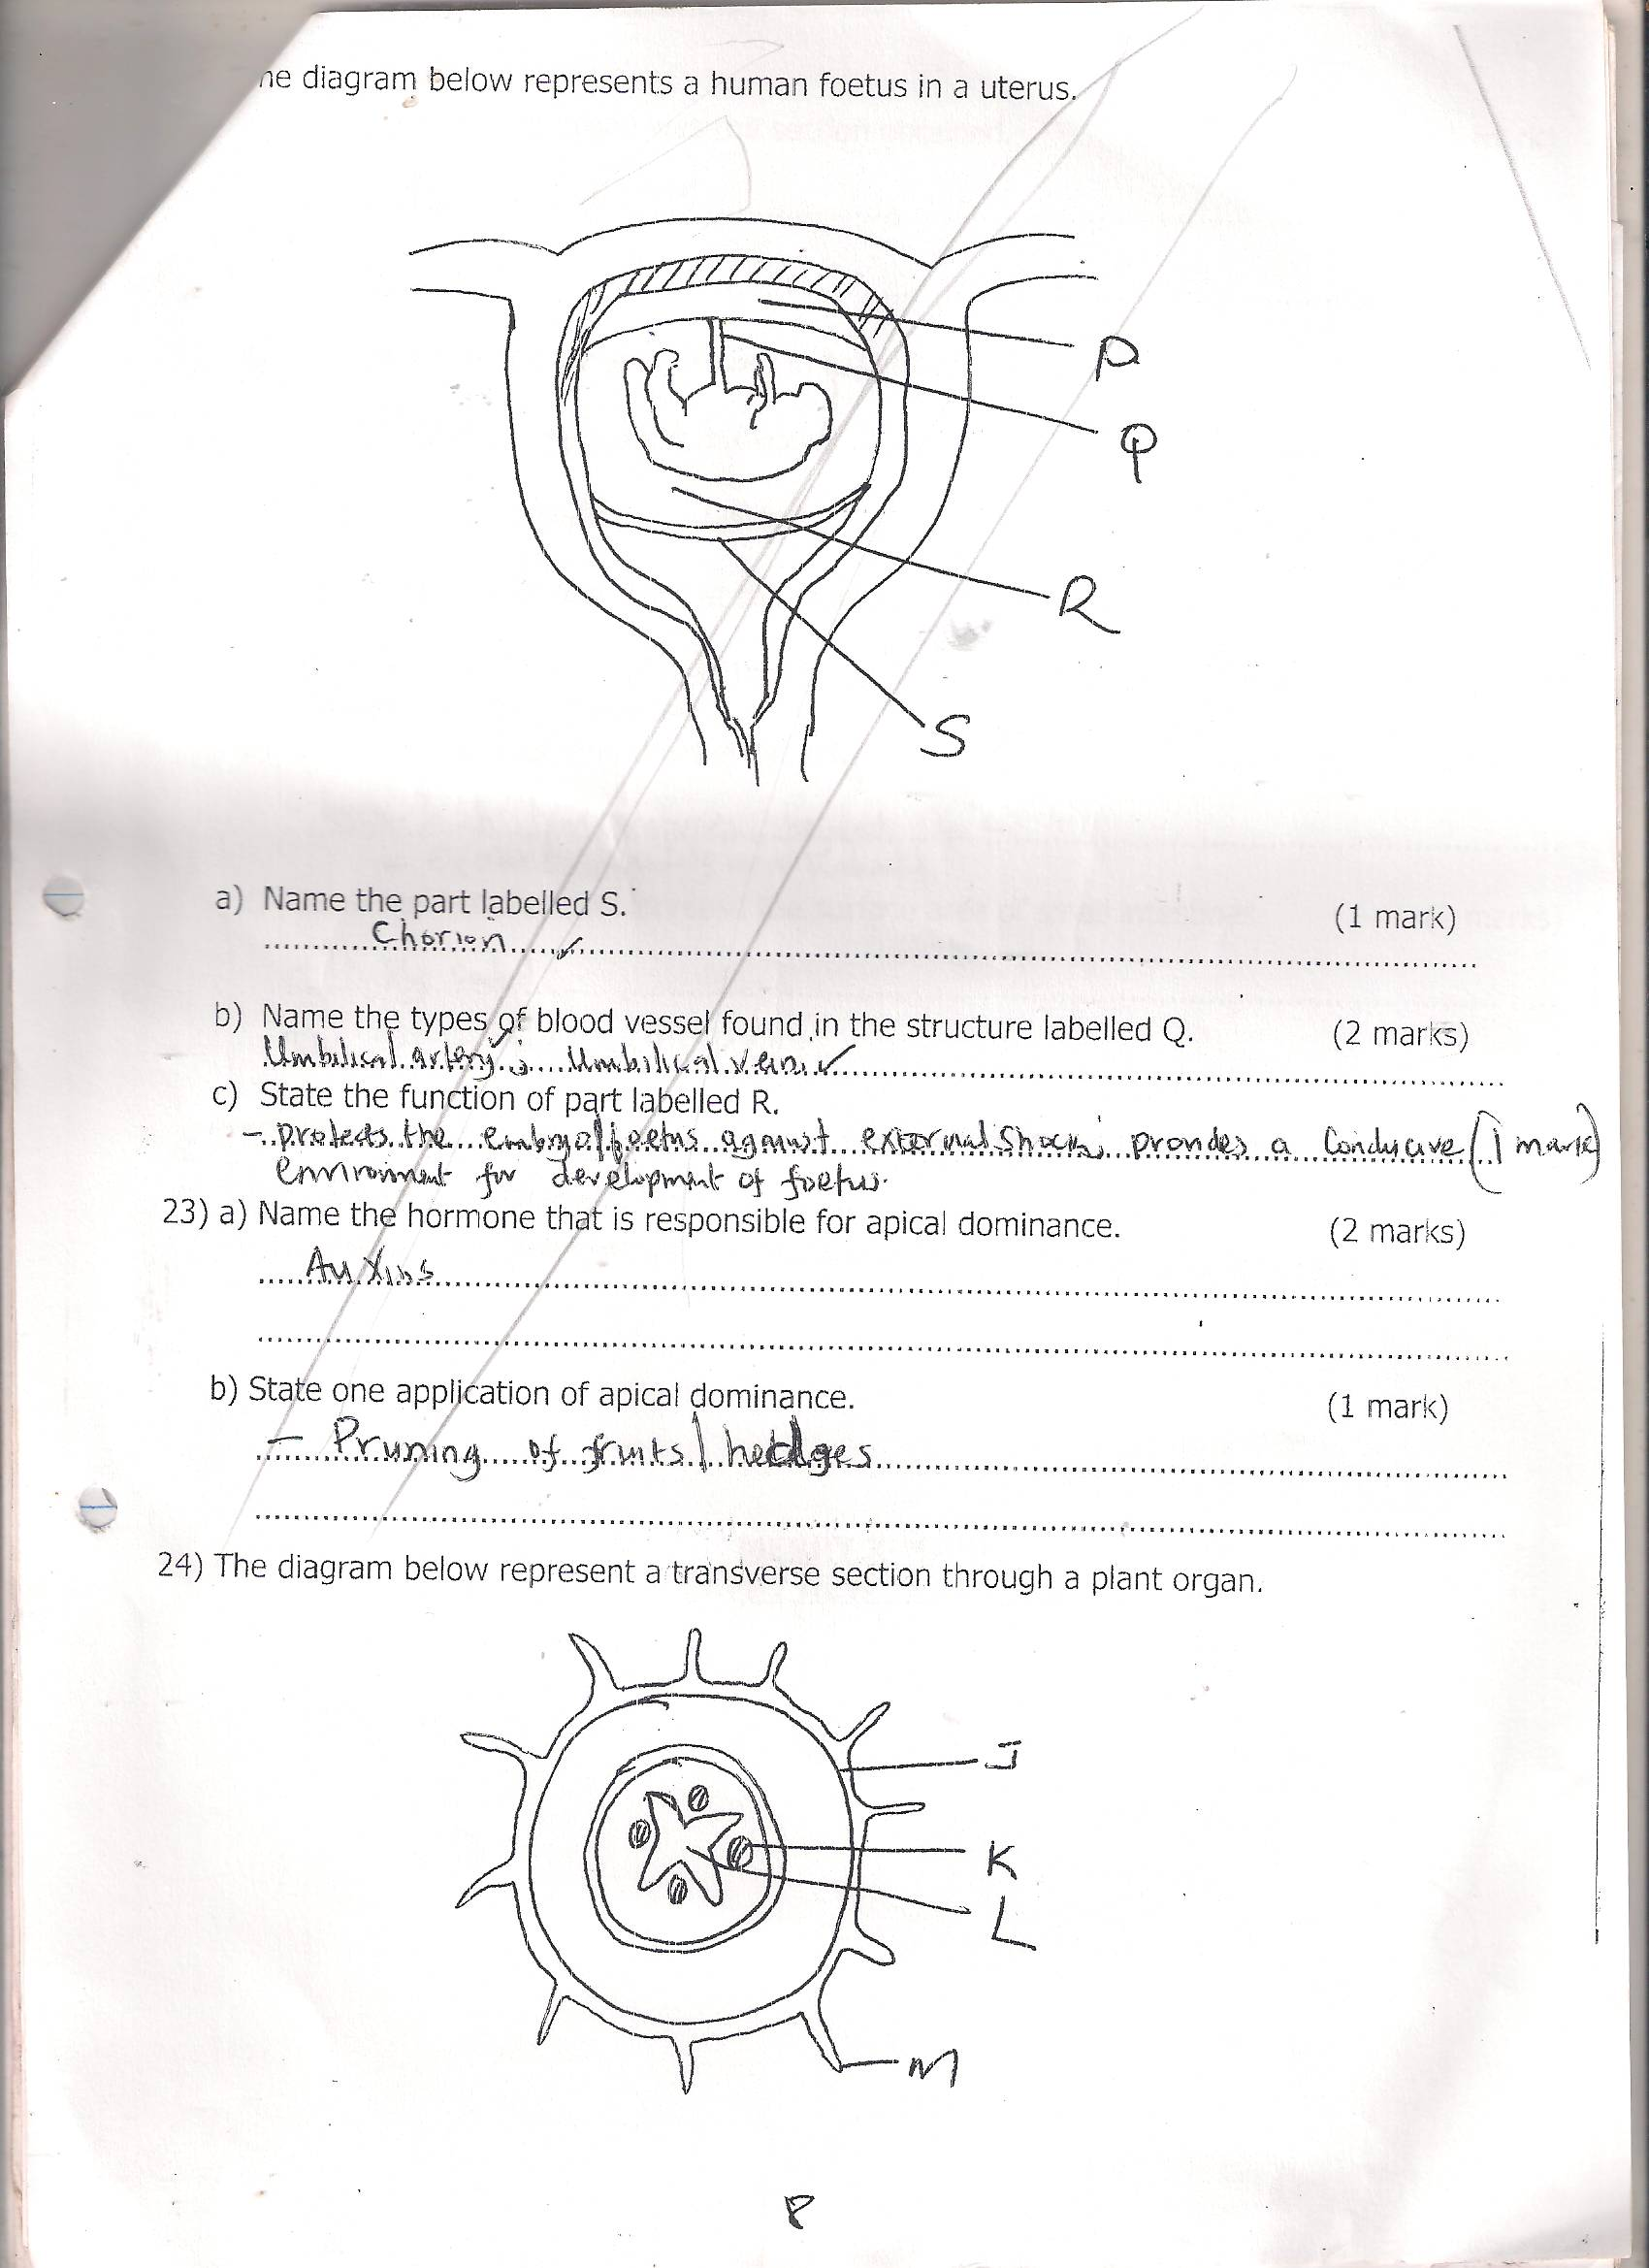 he diagram below represents a human foetus in a uterus.
P
Q
R
S
a) Name the part labelled S. (1 mark)
Chorion ✓
b) Name the types of blood vessel found in the structure labelled Q. (2 marks)
Umbilical artery ; Umbilical vein ✓
c) State the function of part labelled R.
- protects the embryo/foetus against external shock; provides a conducive (1 mark)
environment for development of foetus.
23) a) Name the hormone that is responsible for apical dominance. (2 marks)
Auxins
b) State one application of apical dominance. (1 mark)
- Pruning of fruits / hedges
24) The diagram below represent a transverse section through a plant organ.
J
K
L
M
8